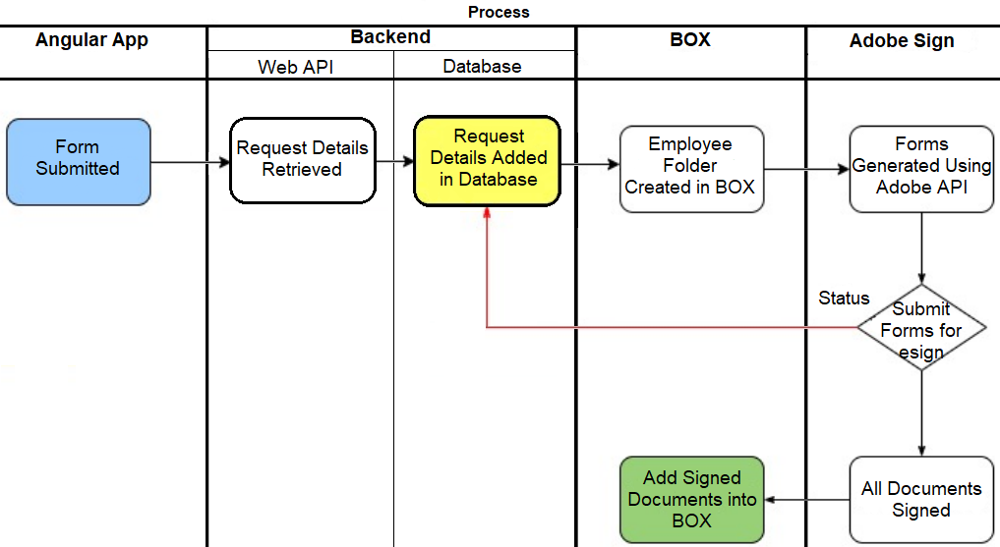 Process
Angular App
Backend
BOX
Adobe Sign
Web API
Database
Form
Submitted
Request Details
Retrieved
Request
Details Added
in Database
Employee
Folder
Created in BOX
Forms
Generated Using
Adobe API
Status
Submit
Forms for
esign
Add Signed
Documents into
BOX
All Documents
Signed